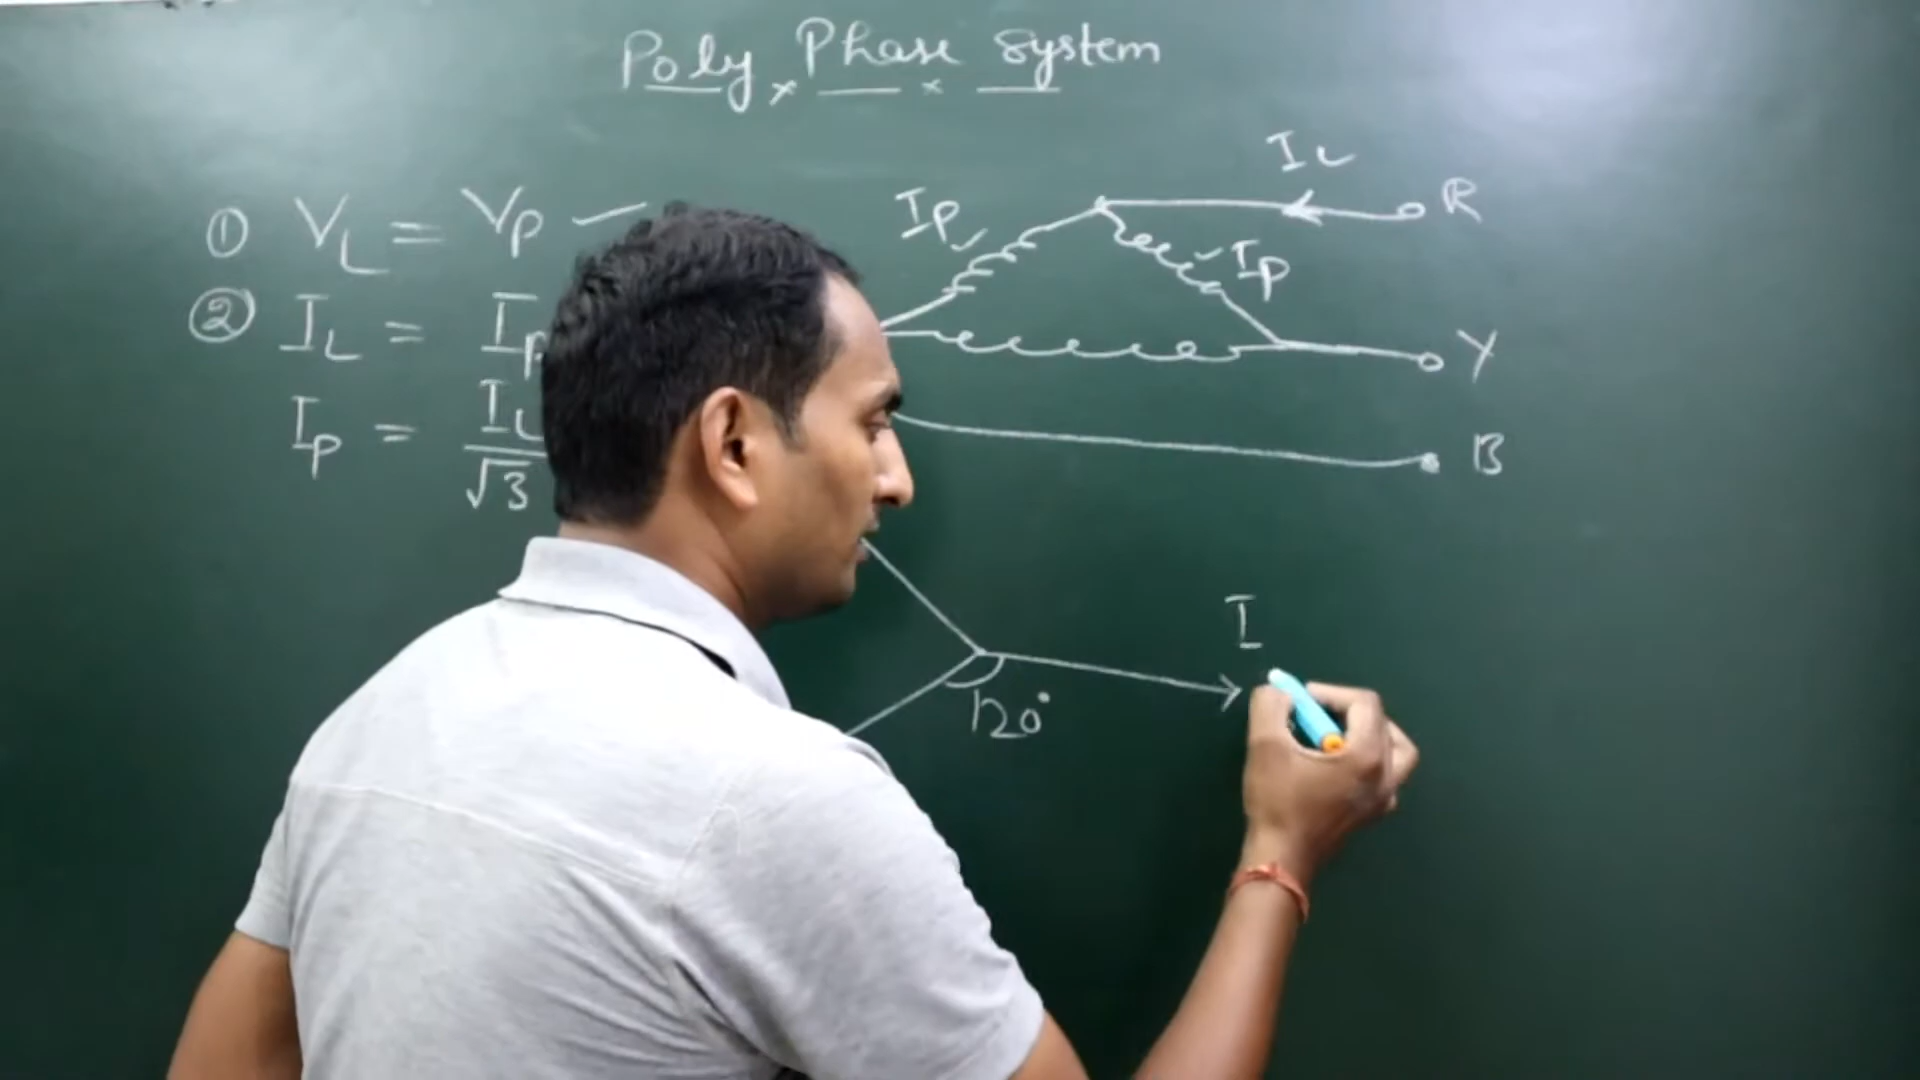 Poly Phase System
① V_L = V_P
② I_L = I_P
I_P = I_L / √3
I_P
I_P
I_L
R
Y
B
120°
I